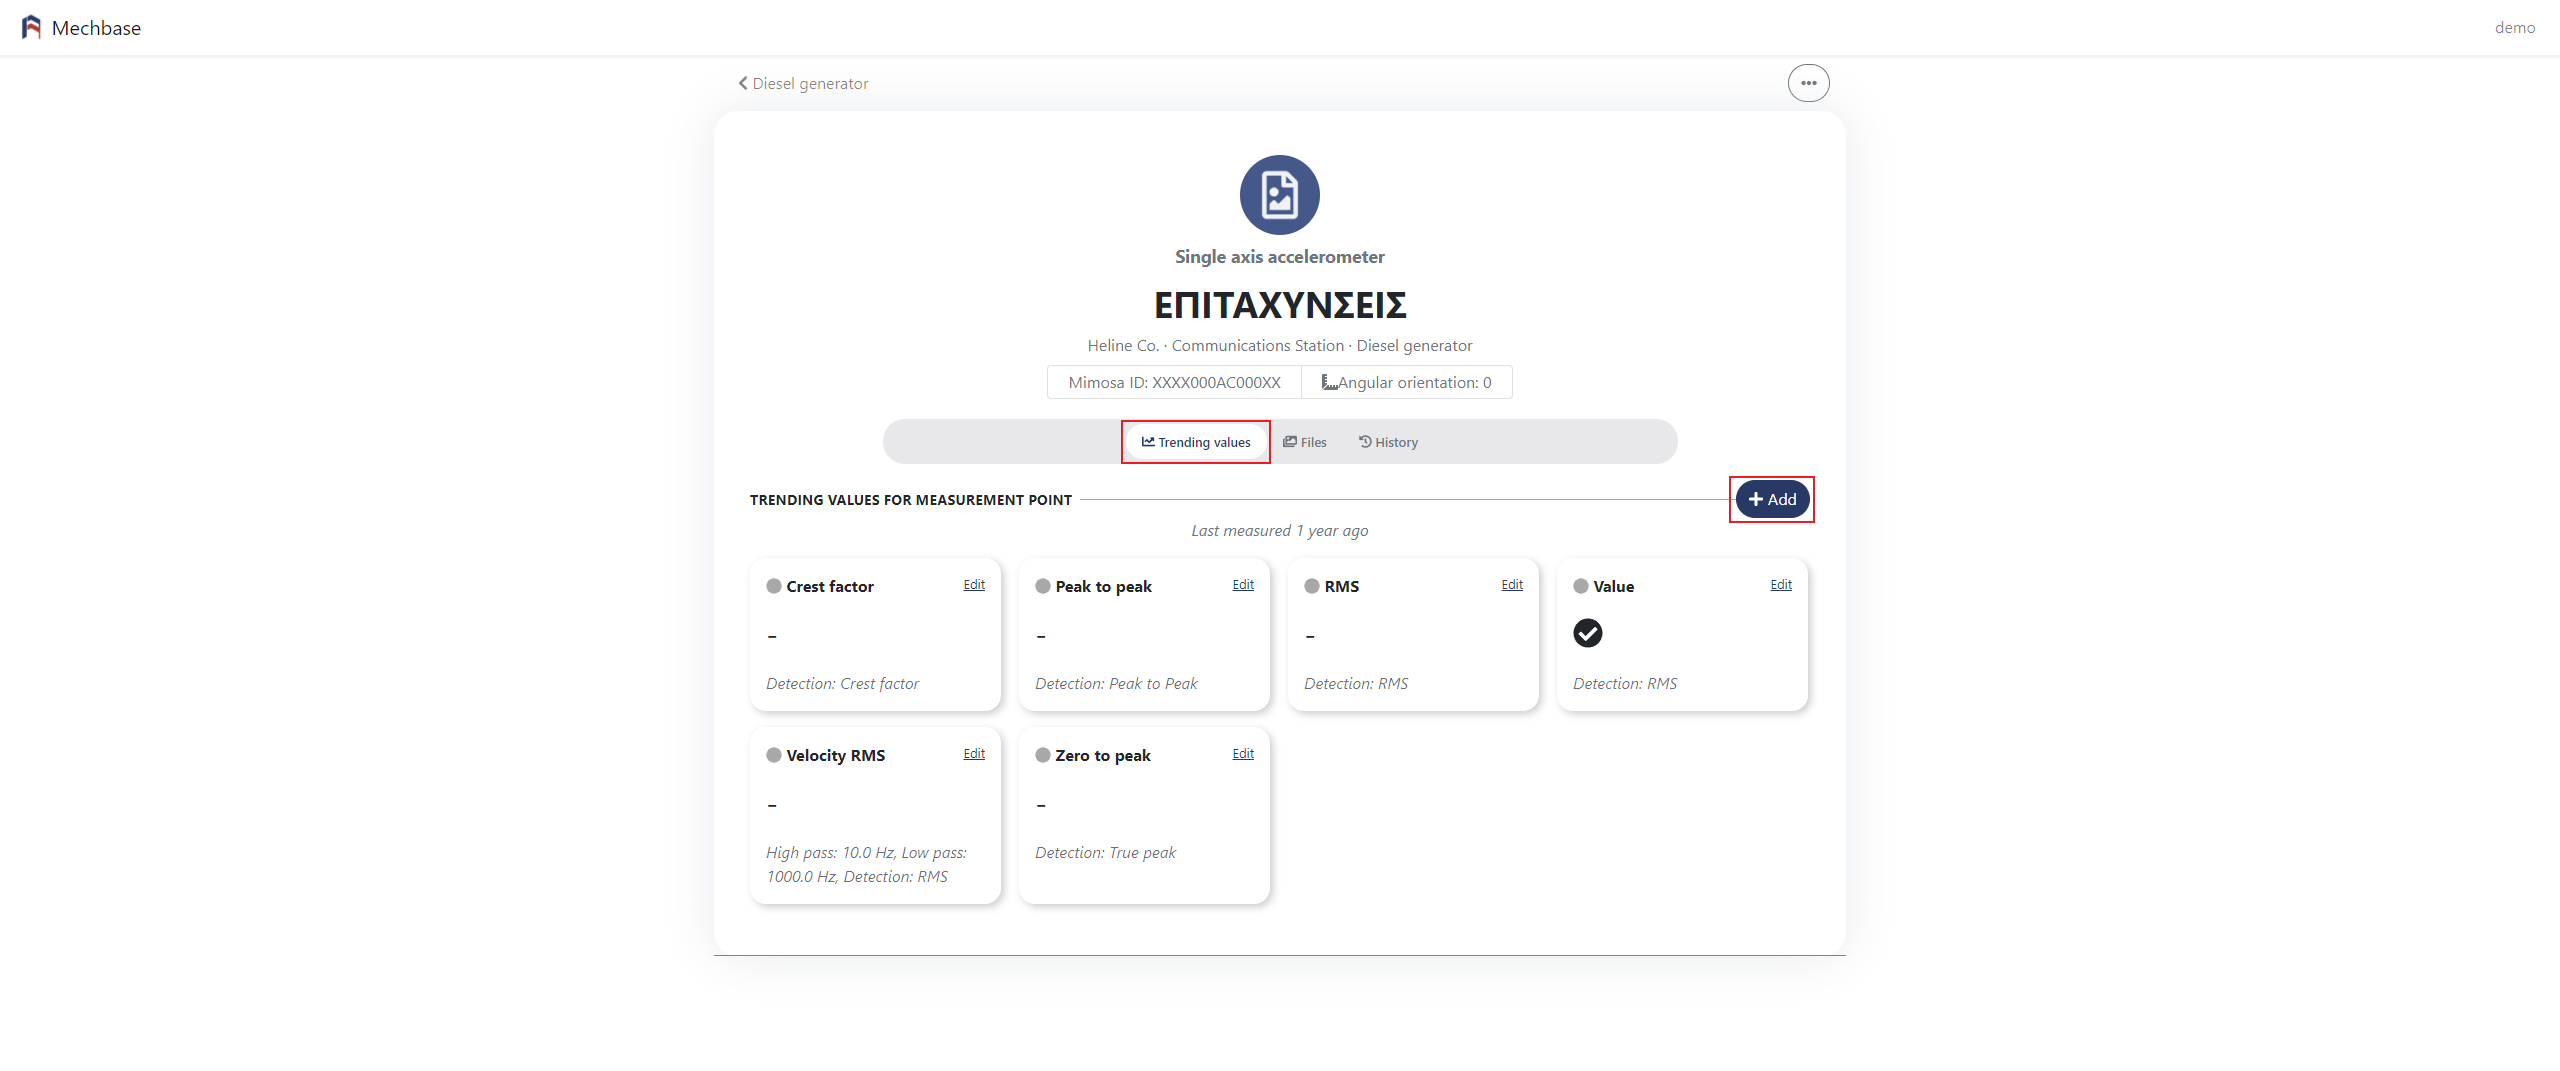 Mechbase
demo
Diesel generator
Single axis accelerometer
ΕΠΙΤΑΧΥΝΣΕΙΣ
Heline Co. · Communications Station · Diesel generator
Mimosa ID: XXXX000AC000XX
Angular orientation: 0
Trending values
Files
History
TRENDING VALUES FOR MEASUREMENT POINT
Add
Last measured 1 year ago
Crest factor
Edit
-
Detection: Crest factor
Peak to peak
Edit
-
Detection: Peak to Peak
RMS
Edit
-
Detection: RMS
Value
Edit
Detection: RMS
Velocity RMS
Edit
-
High pass: 10.0 Hz, Low pass:
1000.0 Hz, Detection: RMS
Zero to peak
Edit
-
Detection: True peak